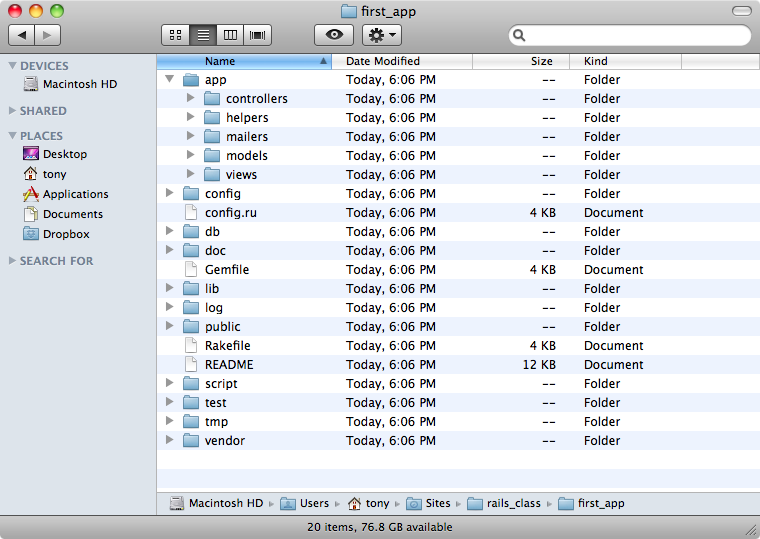 first_app
Name Date Modified Size Kind
DEVICES
Macintosh HD
SHARED
PLACES
Desktop
tony
Applications
Documents
Dropbox
SEARCH FOR
app Today, 6:06 PM -- Folder
controllers Today, 6:06 PM -- Folder
helpers Today, 6:06 PM -- Folder
mailers Today, 6:06 PM -- Folder
models Today, 6:06 PM -- Folder
views Today, 6:06 PM -- Folder
config Today, 6:06 PM -- Folder
config.ru Today, 6:06 PM 4 KB Document
db Today, 6:06 PM -- Folder
doc Today, 6:06 PM -- Folder
Gemfile Today, 6:06 PM 4 KB Document
lib Today, 6:06 PM -- Folder
log Today, 6:06 PM -- Folder
public Today, 6:06 PM -- Folder
Rakefile Today, 6:06 PM 4 KB Document
README Today, 6:06 PM 12 KB Document
script Today, 6:06 PM -- Folder
test Today, 6:06 PM -- Folder
tmp Today, 6:06 PM -- Folder
vendor Today, 6:06 PM -- Folder
Macintosh HD Users tony Sites rails_class first_app
20 items, 76.8 GB available